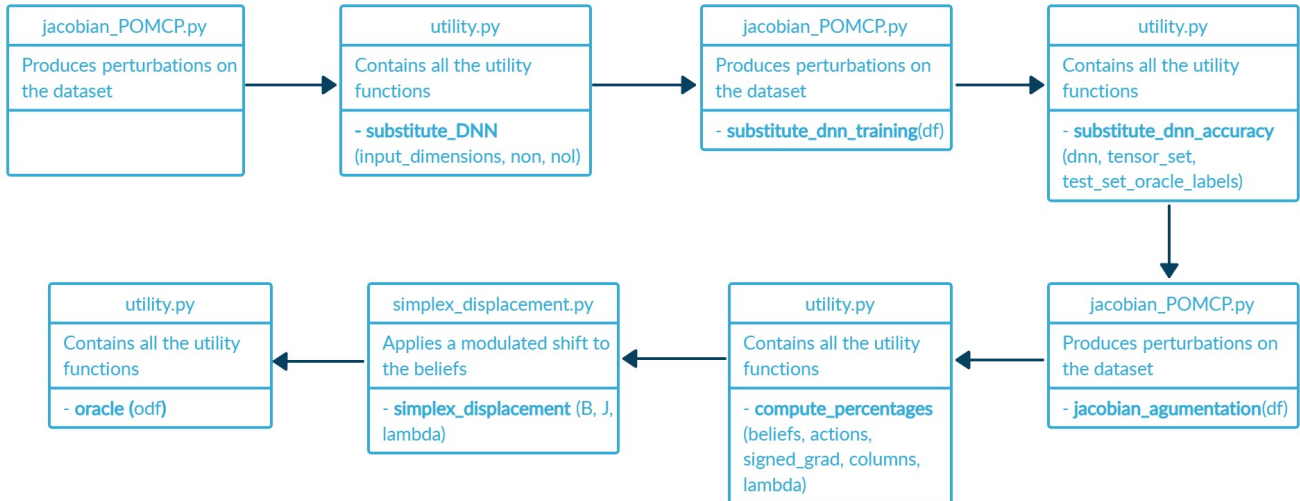 jacobian_POMCP.py
Produces perturbations on
the dataset
utility.py
Contains all the utility
functions
- substitute_DNN
(input_dimensions, non, nol)
jacobian_POMCP.py
Produces perturbations on
the dataset
- substitute_dnn_training(df)
utility.py
Contains all the utility
functions
- substitute_dnn_accuracy
(dnn, tensor_set,
test_set_oracle_labels)
jacobian_POMCP.py
Produces perturbations on
the dataset
- jacobian_agumentation(df)
utility.py
Contains all the utility
functions
- compute_percentages
(beliefs, actions,
signed_grad, columns,
lambda)
simplex_displacement.py
Applies a modulated shift to
the beliefs
- simplex_displacement (B, J,
lambda)
utility.py
Contains all the utility
functions
- oracle (odf)